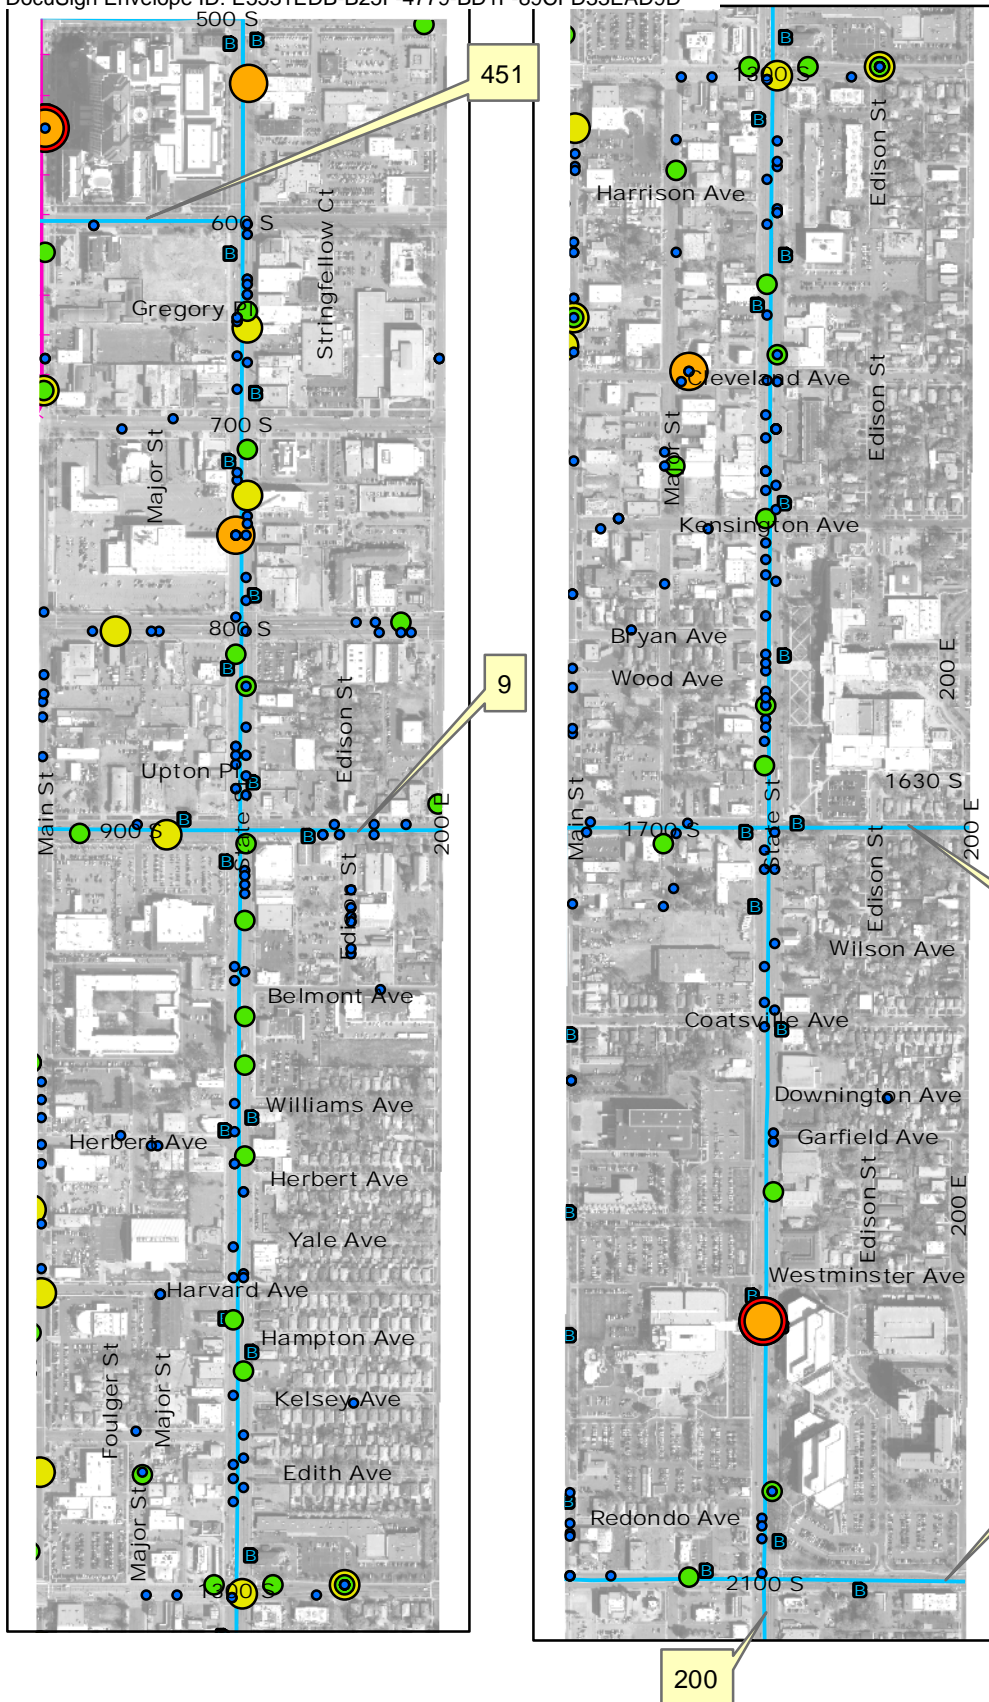 500 S
451
600 S
Stringfellow Ct
Gregory Pl
700 S
Major St
800 S
9
Edison St
Upton Pl
State St
Main St
900 S
200 E
Edison St
Belmont Ave
Williams Ave
Herbert Ave
Herbert Ave
Yale Ave
Harvard Ave
Hampton Ave
Foulger St
Major St
Kelsey Ave
Edith Ave
Major St
1300 S
1300 S
Edison St
Harrison Ave
Cleveland Ave
Edison St
Major St
Kensington Ave
Bryan Ave
Wood Ave
200 E
1630 S
Main St
1700 S
State St
Edison St
200 E
Wilson Ave
Coatsville Ave
Downington Ave
Garfield Ave
Edison St
200 E
Westminster Ave
Redondo Ave
2100 S
200